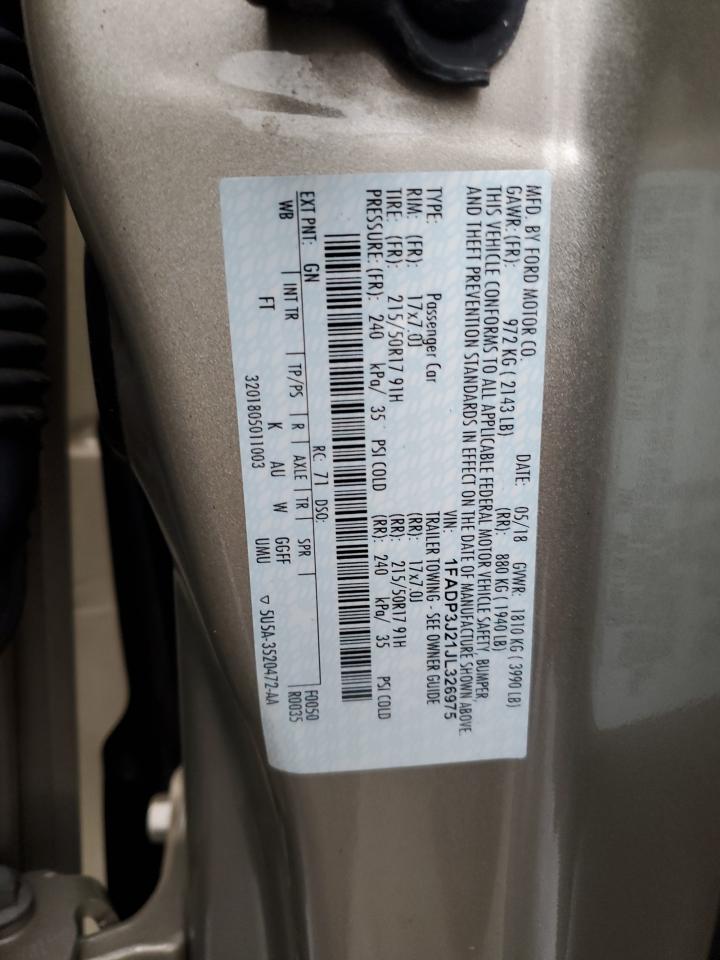 MFD. BY FORD MOTOR CO.
DATE: 05/18 GVWR: 1810 KG ( 3990 LB)
GAWR: (FR): 972 KG ( 2143 LB) (RR): 880 KG ( 1940 LB)
THIS VEHICLE CONFORMS TO ALL APPLICABLE FEDERAL MOTOR VEHICLE SAFETY, BUMPER,
AND THEFT PREVENTION STANDARDS IN EFFECT ON THE DATE OF MANUFACTURE SHOWN ABOVE.
VIN: 1FADP3J21JL326975
TYPE: Passenger Car TRAILER TOWING - SEE OWNER GUIDE
RIM: (FR): 17x7.0J (RR): 17x7.0J
TIRE: (FR): 215/50R17 91H (RR): 215/50R17 91H
PRESSURE: (FR): 240 kPa/ 35 PSI COLD (RR): 240 kPa/ 35 PSI COLD
RC: 71 DSO: F0050
EXT PNT: GN R0035
WB INT TR TP/PS R AXLE TR SPR
FT K AU W GGFF
3201805011003 UMU ▽ 5U5A-3520472-AA